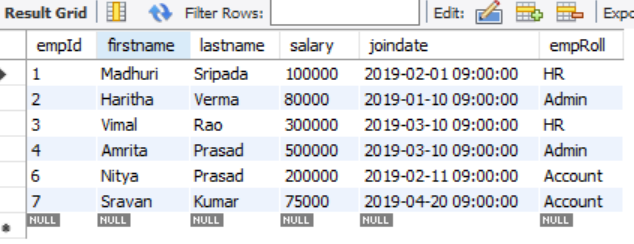 Result Grid Filter Rows: Edit: Expo
empId firstname lastname salary joindate empRoll
1 Madhuri Sripada 100000 2019-02-01 09:00:00 HR
2 Haritha Verma 80000 2019-01-10 09:00:00 Admin
3 Vimal Rao 300000 2019-03-10 09:00:00 HR
4 Amrita Prasad 500000 2019-03-10 09:00:00 Admin
6 Nitya Prasad 200000 2019-02-11 09:00:00 Account
7 Sravan Kumar 75000 2019-04-20 09:00:00 Account
NULL NULL NULL NULL NULL NULL